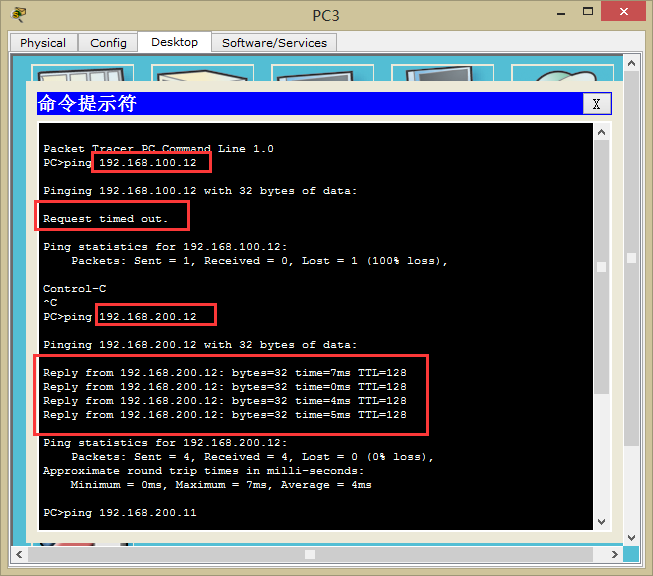 PC3
Physical Config Desktop Software/Services
命令提示符
X
Packet Tracer PC Command Line 1.0
PC>ping 192.168.100.12
Pinging 192.168.100.12 with 32 bytes of data:
Request timed out.
Ping statistics for 192.168.100.12:
Packets: Sent = 1, Received = 0, Lost = 1 (100% loss),
Control-C
^C
PC>ping 192.168.200.12
Pinging 192.168.200.12 with 32 bytes of data:
Reply from 192.168.200.12: bytes=32 time=7ms TTL=128
Reply from 192.168.200.12: bytes=32 time=0ms TTL=128
Reply from 192.168.200.12: bytes=32 time=4ms TTL=128
Reply from 192.168.200.12: bytes=32 time=5ms TTL=128
Ping statistics for 192.168.200.12:
Packets: Sent = 4, Received = 4, Lost = 0 (0% loss),
Approximate round trip times in milli-seconds:
Minimum = 0ms, Maximum = 7ms, Average = 4ms
PC>ping 192.168.200.11